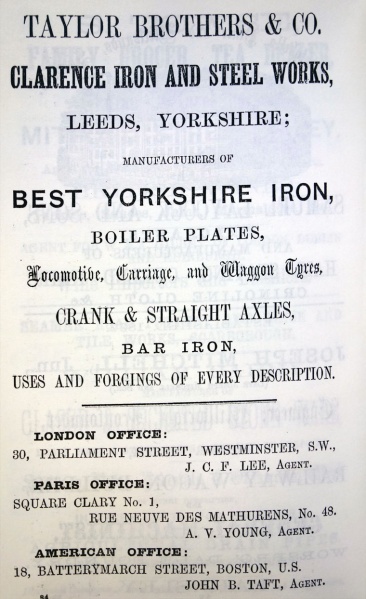 TAYLOR BROTHERS & CO.
CLARENCE IRON AND STEEL WORKS,
LEEDS, YORKSHIRE;
MANUFACTURERS OF
BEST YORKSHIRE IRON,
BOILER PLATES,
Locomotive, Carriage, and Waggon Tyres,
CRANK & STRAIGHT AXLES,
BAR IRON,
USES AND FORGINGS OF EVERY DESCRIPTION.
LONDON OFFICE:
30, PARLIAMENT STREET, WESTMINSTER, S.W.,
J. C. F. LEE, AGENT.
PARIS OFFICE:
SQUARE CLARY No. 1,
RUE NEUVE DES MATHURENS, No. 48.
A. V. YOUNG, AGENT.
AMERICAN OFFICE:
18, BATTERYMARCH STREET, BOSTON, U.S.
JOHN B. TAFT, AGENT.